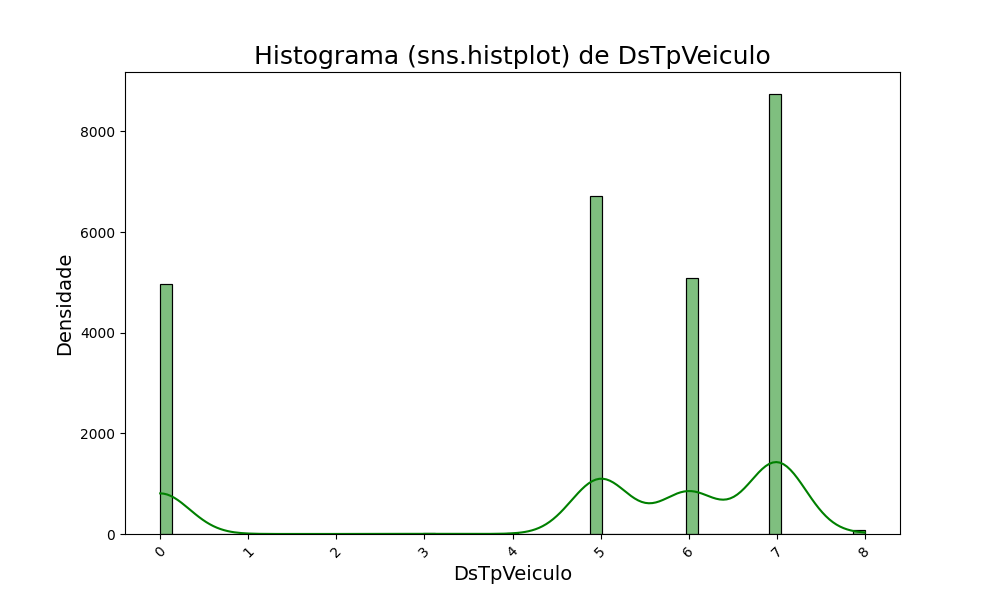 Histograma (sns.histplot) de DsTpVeiculo
Densidade
8000
6000
4000
2000
0
0 1 2 3 4 5 6 7 8
DsTpVeiculo